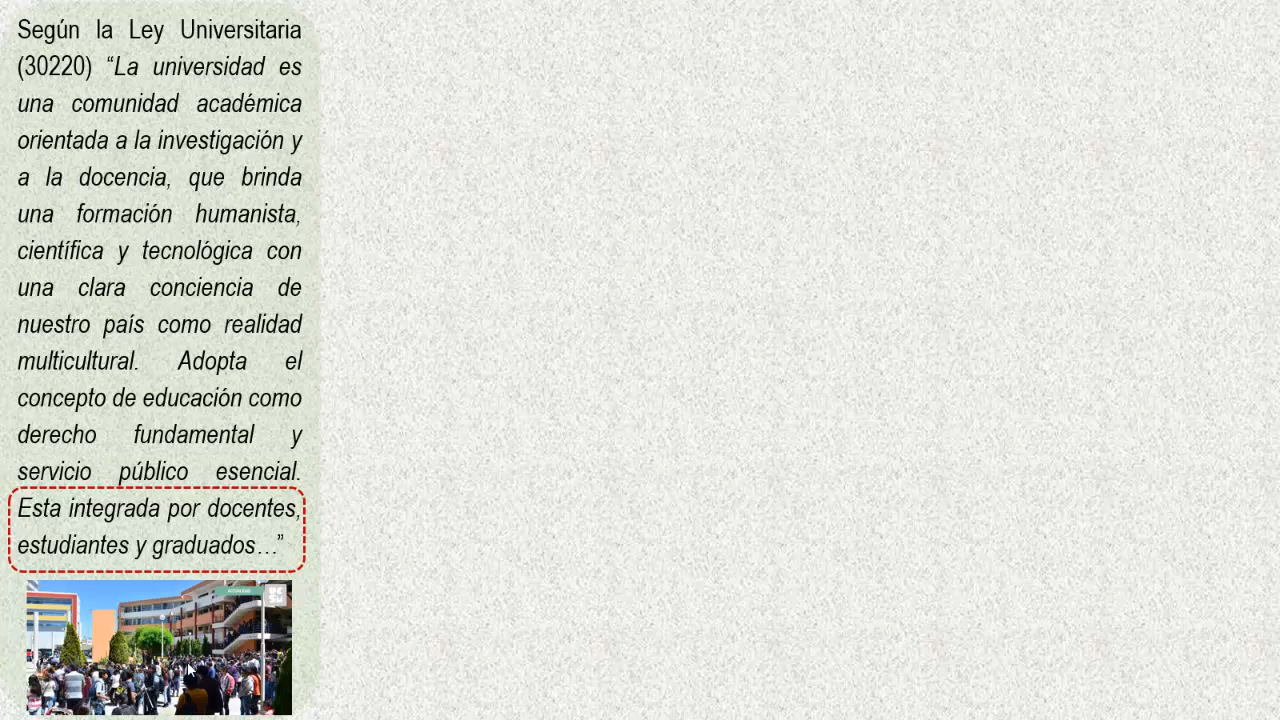 Según la Ley Universitaria
(30220) “La universidad es
una comunidad académica
orientada a la investigación y
a la docencia, que brinda
una formación humanista,
científica y tecnológica con
una clara conciencia de
nuestro país como realidad
multicultural. Adopta el
concepto de educación como
derecho fundamental y
servicio público esencial.
Esta integrada por docentes,
estudiantes y graduados…”
ACTUALIDAD